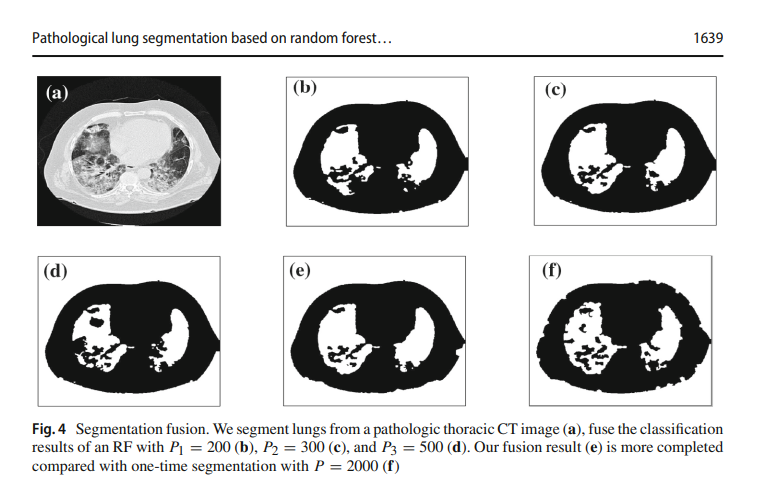 Pathological lung segmentation based on random forest… 1639
(a) (b) (c)
(d) (e) (f)
Fig. 4 Segmentation fusion. We segment lungs from a pathologic thoracic CT image (a), fuse the classification
results of an RF with P₁ = 200 (b), P₂ = 300 (c), and P₃ = 500 (d). Our fusion result (e) is more completed
compared with one-time segmentation with P = 2000 (f)